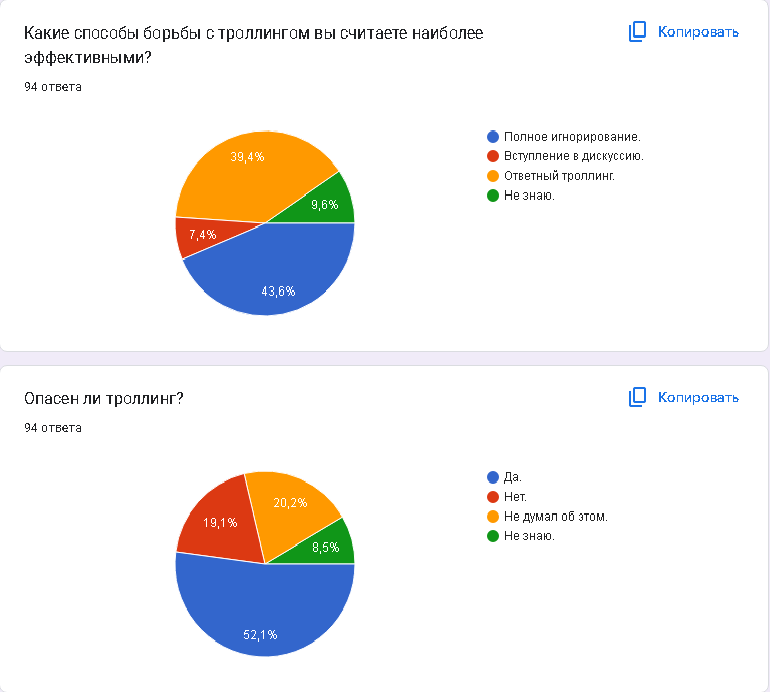 Какие способы борьбы с троллингом вы считаете наиболее
эффективными?
Копировать
94 ответа
39,4%
9,6%
7,4%
43,6%
Полное игнорирование.
Вступление в дискуссию.
Ответный троллинг.
Не знаю.
Опасен ли троллинг?
Копировать
94 ответа
20,2%
19,1%
8,5%
52,1%
Да.
Нет.
Не думал об этом.
Не знаю.